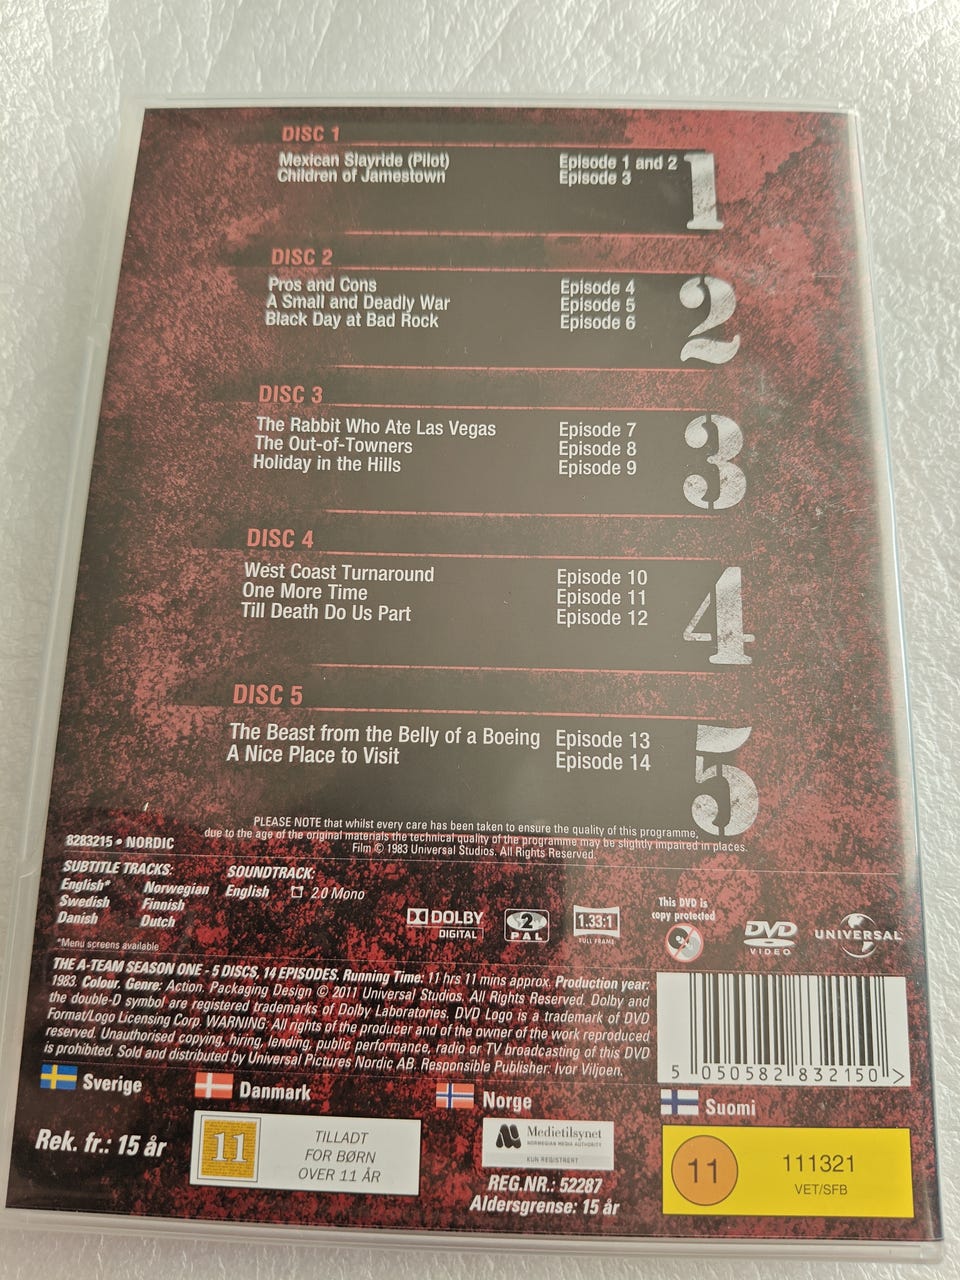 DISC 1
Mexican Slayride (Pilot) Episode 1 and 2
Children of Jamestown Episode 3
1
DISC 2
Pros and Cons Episode 4
A Small and Deadly War Episode 5
Black Day at Bad Rock Episode 6
2
DISC 3
The Rabbit Who Ate Las Vegas Episode 7
The Out-of-Towners Episode 8
Holiday in the Hills Episode 9
3
DISC 4
West Coast Turnaround Episode 10
One More Time Episode 11
Till Death Do Us Part Episode 12
4
DISC 5
The Beast from the Belly of a Boeing Episode 13
A Nice Place to Visit Episode 14
5
PLEASE NOTE that whilst every care has been taken to ensure the quality of this programme,
due to the age of the original materials the technical quality of the programme may be slightly impaired in places.
Film © 1983 Universal Studios. All Rights Reserved.
8283215 • NORDIC
SUBTITLE TRACKS:
English* Norwegian
Swedish Finnish
Danish Dutch
*Menu screens available
SOUNDTRACK:
English 2.0 Mono
DOLBY
DIGITAL
2
PAL
1.33:1
FULL FRAME
This DVD is
copy protected
DVD
VIDEO
UNIVERSAL
THE A-TEAM SEASON ONE - 5 DISCS, 14 EPISODES. Running Time: 11 hrs 11 mins approx. Production year:
1983. Colour. Genre: Action. Packaging Design © 2011 Universal Studios. All Rights Reserved. Dolby and
the double-D symbol are registered trademarks of Dolby Laboratories. DVD Logo is a trademark of DVD
Format/Logo Licensing Corp. WARNING: All rights of the producer and of the owner of the work reproduced
reserved. Unauthorised copying, hiring, lending, public performance, radio or TV broadcasting of this DVD
is prohibited. Sold and distributed by Universal Pictures Nordic AB. Responsible Publisher: Ivor Viljoen.
5 050582 832150 >
Sverige
Rek. fr.: 15 år
Danmark
11
TILLADT
FOR BØRN
OVER 11 ÅR
Norge
Medietilsynet
NORWEGIAN MEDIA AUTHORITY
KUN REGISTRERT
REG.NR.: 52287
Aldersgrense: 15 år
Suomi
11
111321
VET/SFB